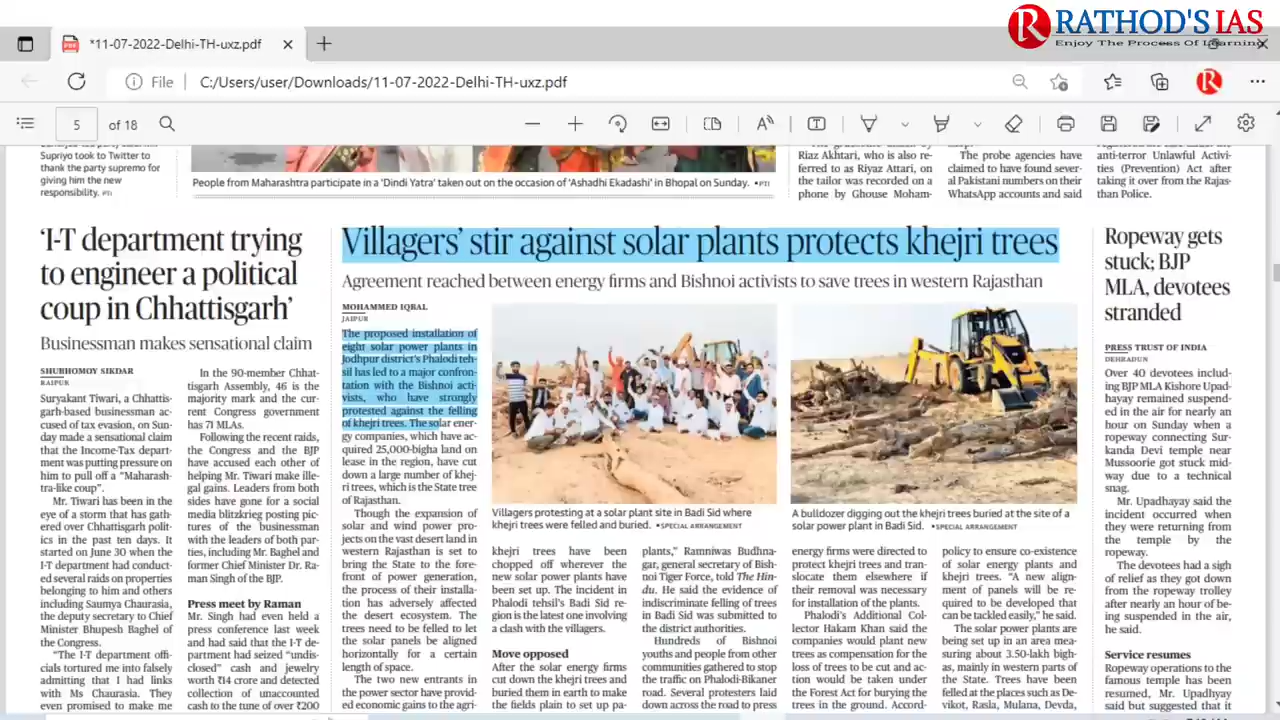 RATHOD'S IAS
Enjoy The Process Of Learning
*11-07-2022-Delhi-TH-uxz.pdf
File
C:/Users/user/Downloads/11-07-2022-Delhi-TH-uxz.pdf
5 of 18
Supriyo took to Twitter to
thank the party supremo for
giving him the new
responsibility. PTI
People from Maharashtra participate in a 'Dindi Yatra' taken out on the occasion of 'Ashadhi Ekadashi' in Bhopal on Sunday. • PTI
Riaz Akhtari, who is also re-
ferred to as Riyaz Attari, on
the tailor was recorded on a
phone by Ghouse Moham-
The probe agencies have
claimed to have found sever-
al Pakistani numbers on their
WhatsApp accounts and said
anti-terror Unlawful Activi-
ties (Prevention) Act after
taking it over from the Rajas-
than Police.
'I-T department trying
to engineer a political
coup in Chhattisgarh'
Businessman makes sensational claim
SHUBHOMOY SIKDAR
RAIPUR
Suryakant Tiwari, a Chhattis-
garh-based businessman ac-
cused of tax evasion, on Sun-
day made a sensational claim
that the Income-Tax depart-
ment was putting pressure on
him to pull off a "Maharash-
tra-like coup".
Mr. Tiwari has been in the
eye of a storm that has gath-
ered over Chhattisgarh polit-
ics in the past ten days. It
started on June 30 when the
I-T department had conduct-
ed several raids on properties
belonging to him and others
including Saumya Chaurasia,
the deputy secretary to Chief
Minister Bhupesh Baghel of
the Congress.
"The I-T department offi-
cials tortured me into falsely
admitting that I had links
with Ms Chaurasia. They
even promised to make me
In the 90-member Chhat-
tisgarh Assembly, 46 is the
majority mark and the cur-
rent Congress government
has 71 MLAs.
Following the recent raids,
the Congress and the BJP
have accused each other of
helping Mr. Tiwari make ille-
gal gains. Leaders from both
sides have gone for a social
media blitzkrieg posting pic-
tures of the businessman
with the leaders of both par-
ties, including Mr. Baghel and
former Chief Minister Dr. Ra-
man Singh of the BJP.
Press meet by Raman
Mr. Singh had even held a
press conference last week
and had said that the I-T de-
partment had seized "undis-
closed" cash and jewelry
worth ₹14 crore and detected
collection of unaccounted
cash to the tune of over ₹200
Villagers' stir against solar plants protects khejri trees
Agreement reached between energy firms and Bishnoi activists to save trees in western Rajasthan
MOHAMMED IQBAL
JAIPUR
The proposed installation of
eight solar power plants in
Jodhpur district's Phalodi teh-
sil has led to a major confron-
tation with the Bishnoi acti-
vists, who have strongly
protested against the felling
of khejri trees. The solar ener-
gy companies, which have ac-
quired 25,000-bigha land on
lease in the region, have cut
down a large number of khej-
ri trees, which is the State tree
of Rajasthan.
Though the expansion of
solar and wind power pro-
jects on the vast desert land in
western Rajasthan is set to
bring the State to the fore-
front of power generation,
the process of their installa-
tion has adversely affected
the desert ecosystem. The
trees need to be felled to let
the solar panels be aligned
horizontally for a certain
length of space.
The two new entrants in
the power sector have provid-
ed economic gains to the agri-
Villagers protesting at a solar plant site in Badi Sid where
khejri trees were felled and buried. • SPECIAL ARRANGEMENT
A bulldozer digging out the khejri trees buried at the site of a
solar power plant in Badi Sid. • SPECIAL ARRANGEMENT
khejri trees have been
chopped off wherever the
new solar power plants have
been set up. The incident in
Phalodi tehsil's Badi Sid re-
gion is the latest one involving
a clash with the villagers.
Move opposed
After the solar energy firms
cut down the khejri trees and
buried them in earth to make
the fields plain to set up pa-
plants," Ramniwas Budhna-
gar, general secretary of Bish-
noi Tiger Force, told The Hin-
du. He said the evidence of
indiscriminate felling of trees
in Badi Sid was submitted to
the district authorities.
Hundreds of Bishnoi
youths and people from other
communities gathered to stop
the traffic on Phalodi-Bikaner
road. Several protesters laid
down across the road to press
energy firms were directed to
protect khejri trees and tran-
slocate them elsewhere if
their removal was necessary
for installation of the plants.
Phalodi's Additional Col-
lector Hakam Khan said the
companies would plant new
trees as compensation for the
loss of trees to be cut and ac-
tion would be taken under
the Forest Act for burying the
trees in the ground. Accord-
policy to ensure co-existence
of solar energy plants and
khejri trees. "A new align-
ment of panels will be re-
quired to be developed that
can be tackled easily," he said.
The solar power plants are
being set up in an area mea-
suring about 3.50-lakh bigh-
as, mainly in western parts of
the State. Trees have been
felled at the places such as De-
vikot, Rasla, Mulana, Devda,
Ropeway gets
stuck; BJP
MLA, devotees
stranded
PRESS TRUST OF INDIA
DEHRADUN
Over 40 devotees includ-
ing BJP MLA Kishore Upad-
hayay remained suspend-
ed in the air for nearly an
hour on Sunday when a
ropeway connecting Sur-
kanda Devi temple near
Mussoorie got stuck mid-
way due to a technical
snag.
Mr. Upadhayay said the
incident occurred when
they were returning from
the temple by the
ropeway.
The devotees had a sigh
of relief as they got down
from the ropeway trolley
after nearly an hour of be-
ing suspended in the air,
he said.
Service resumes
Ropeway operations to the
famous temple has been
resumed, Mr. Upadhyay
said but suggested that it